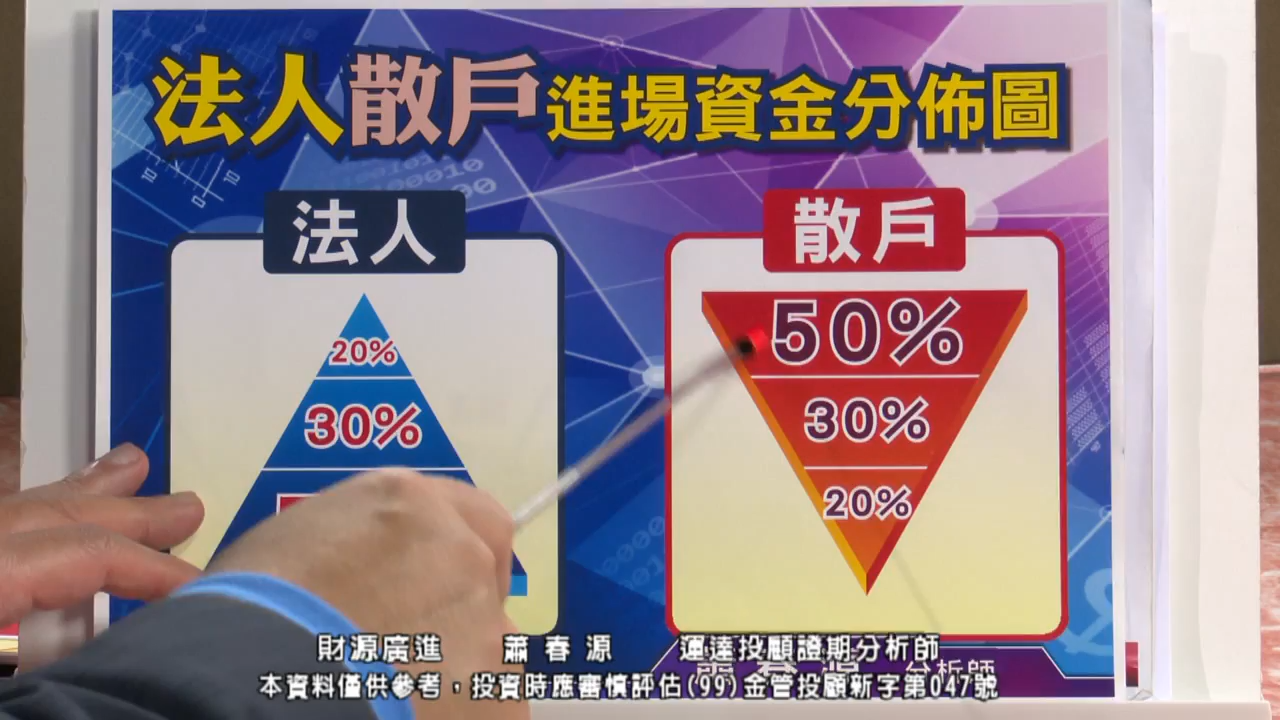 法人散戶進場資金分佈圖
法人
散戶
20%
30%
50%
30%
20%
分析師
財源廣進 蕭春源 運達投顧證期分析師
本資料僅供參考，投資時應審慎評估(99)金管投顧新字第047號